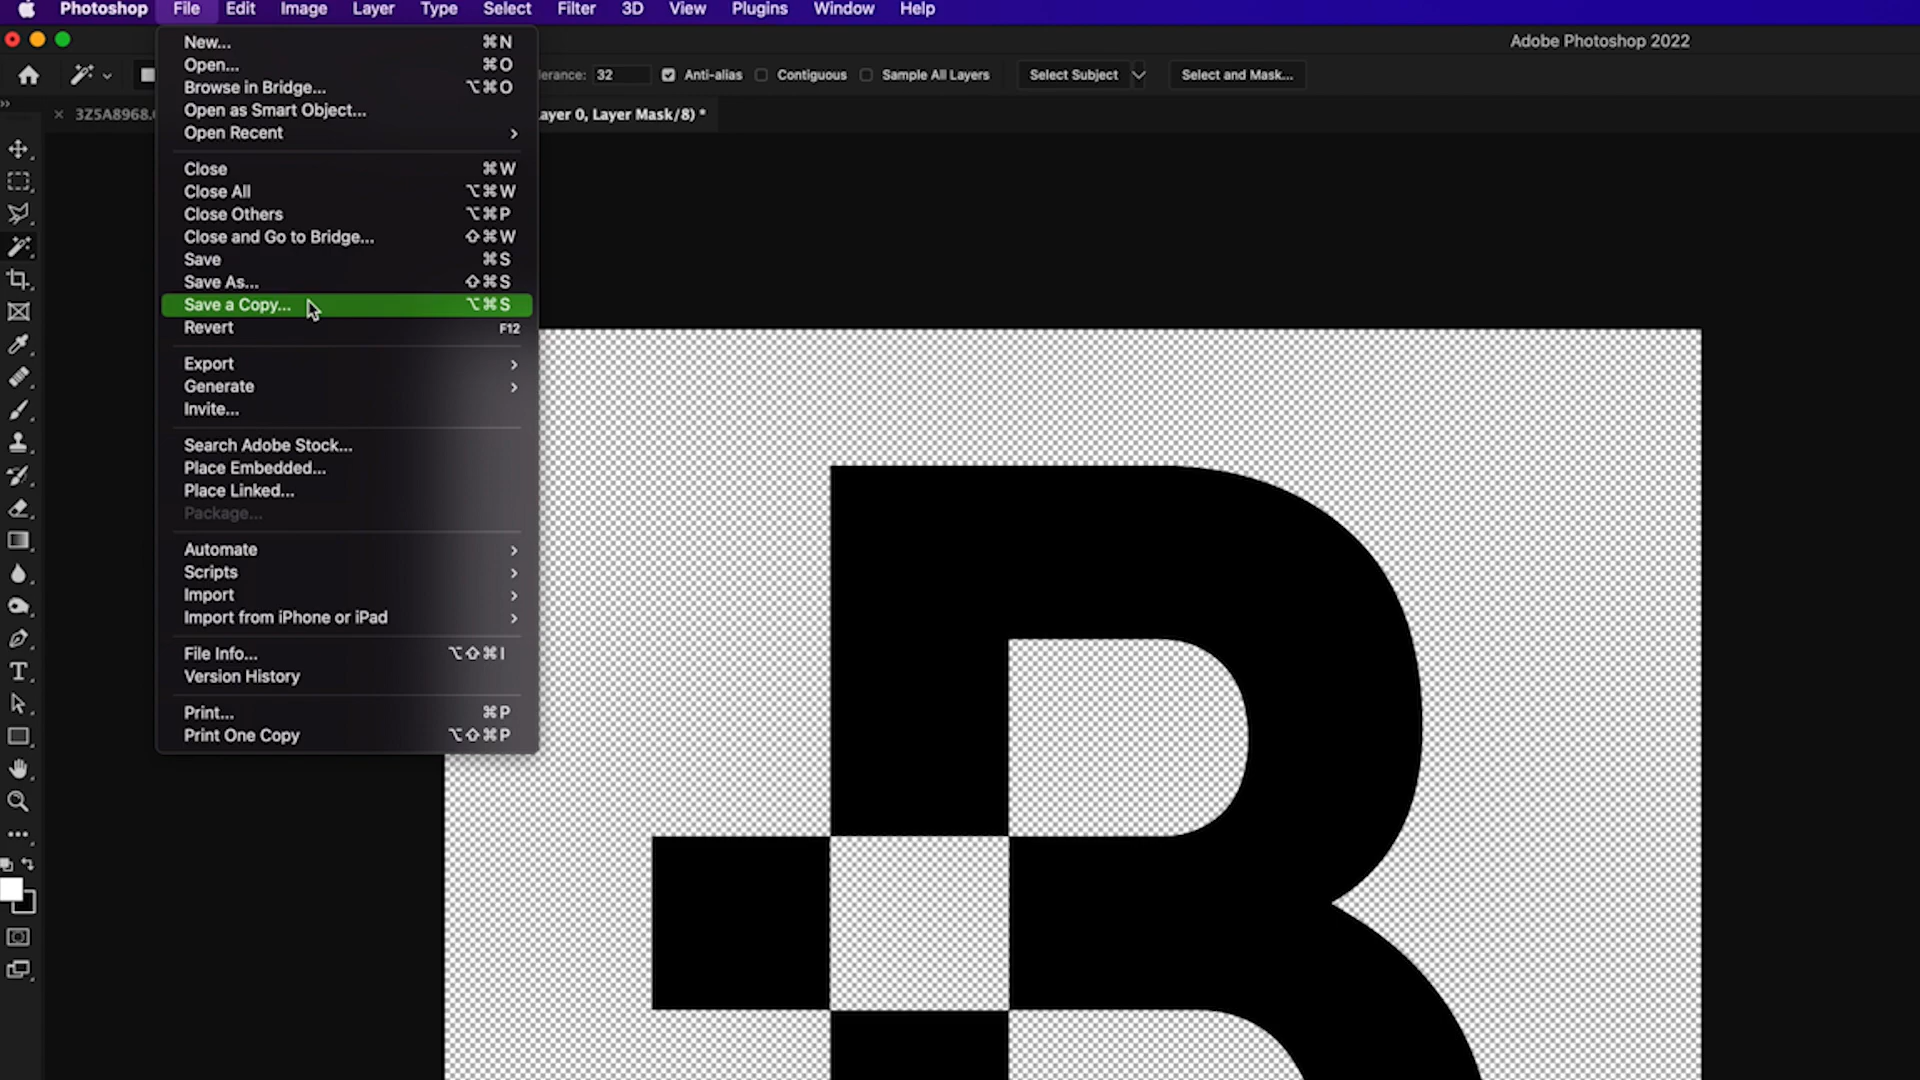 Photoshop File Edit Image Layer Type Select Filter 3D View Plugins Window Help
Adobe Photoshop 2022
32 Anti-alias Contiguous Sample All Layers Select Subject Select and Mask...
3Z5A8968. Layer 0, Layer Mask/8) *
New... ⌘N
Open... ⌘O
Browse in Bridge... ⌥⌘O
Open as Smart Object...
Open Recent >
Close ⌘W
Close All ⌥⌘W
Close Others ⌥⌘P
Close and Go to Bridge... ⇧⌘W
Save ⌘S
Save As... ⇧⌘S
Save a Copy... ⌥⌘S
Revert F12
Export >
Generate >
Invite...
Search Adobe Stock...
Place Embedded...
Place Linked...
Package...
Automate >
Scripts >
Import >
Import from iPhone or iPad >
File Info... ⌥⇧⌘I
Version History
Print... ⌘P
Print One Copy ⌥⇧⌘P